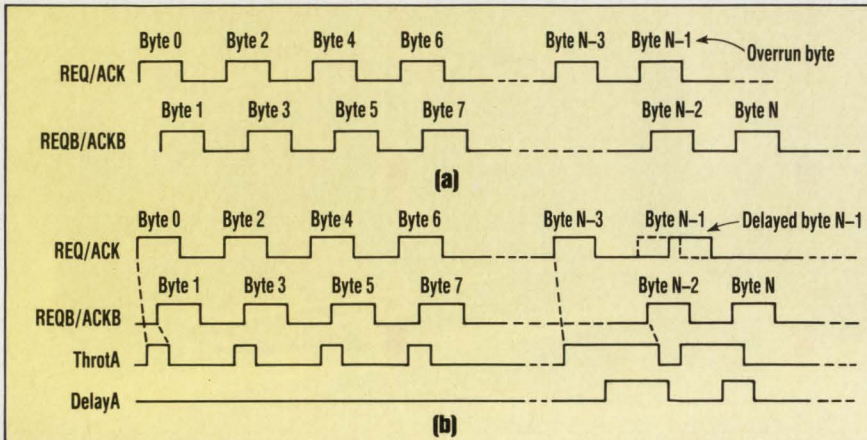 Byte 0 Byte 2 Byte 4 Byte 6 Byte N–3 Byte N–1 Overrun byte
REQ/ACK
Byte 1 Byte 3 Byte 5 Byte 7 Byte N–2 Byte N
REQB/ACKB
(a)
Byte 0 Byte 2 Byte 4 Byte 6 Byte N–3 Byte N–1 Delayed byte N–1
REQ/ACK
Byte 1 Byte 3 Byte 5 Byte 7 Byte N–2 Byte N
REQB/ACKB
ThrotA
DelayA
(b)